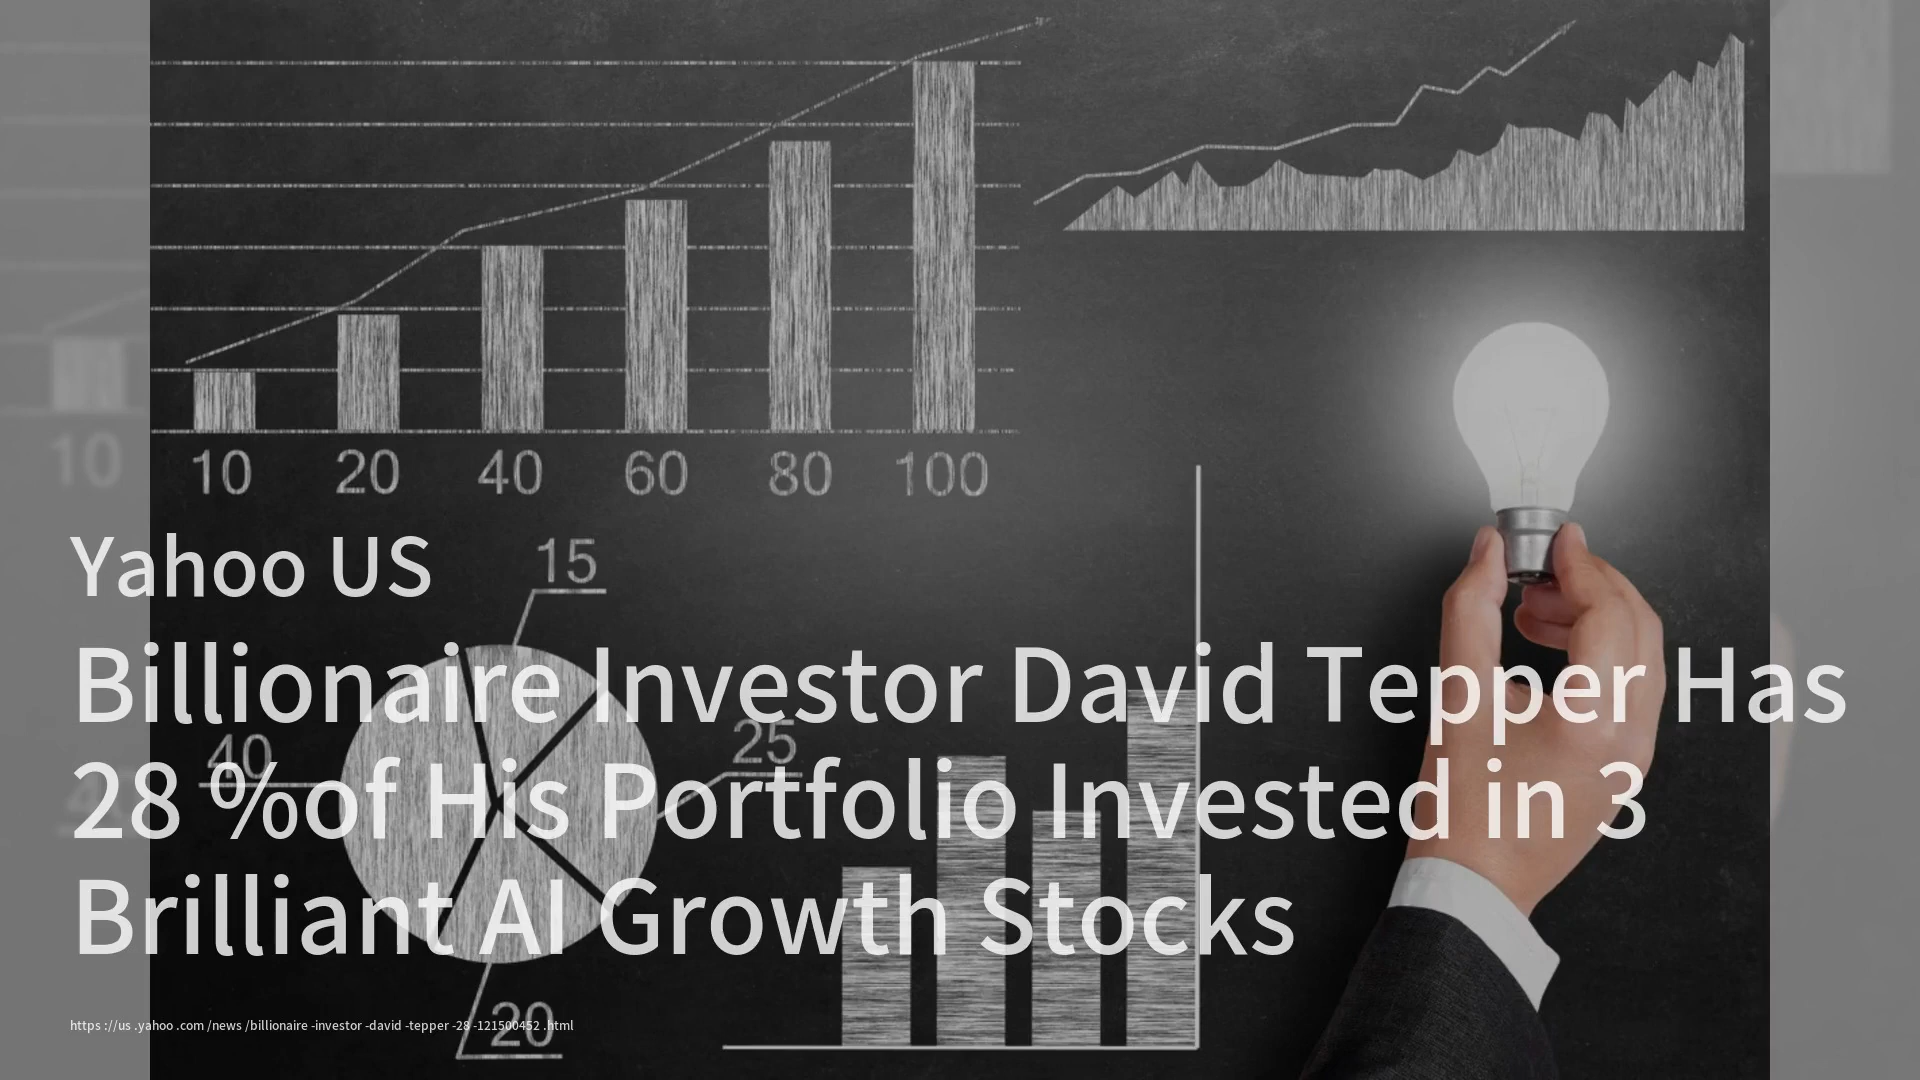 10 20 40 60 80 100
10
Yahoo US
15
Billionaire Investor David Tepper Has
40
25
28 %of His Portfolio Invested in 3
Brilliant AI Growth Stocks
20
https ://us .yahoo .com /news /billionaire -investor -david -tepper -28 -121500452 .html